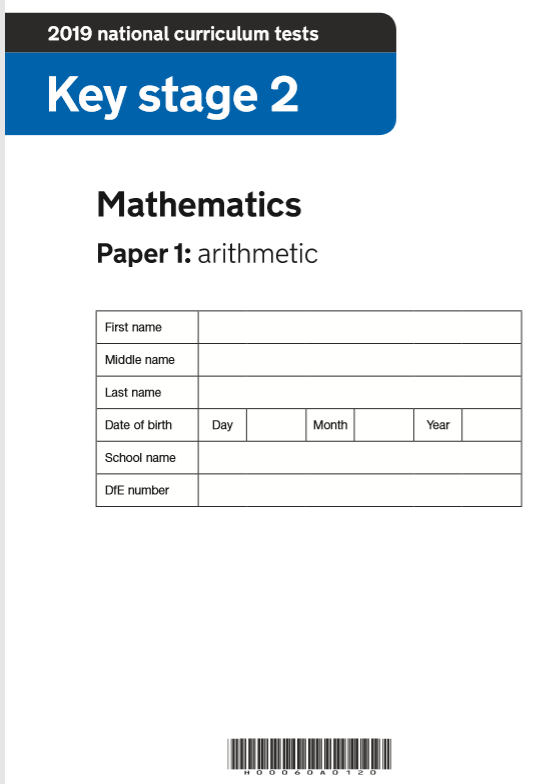 2019 national curriculum tests
Key stage 2
Mathematics
Paper 1: arithmetic
First name
Middle name
Last name
Date of birth Day Month Year
School name
DfE number
H00060A0120